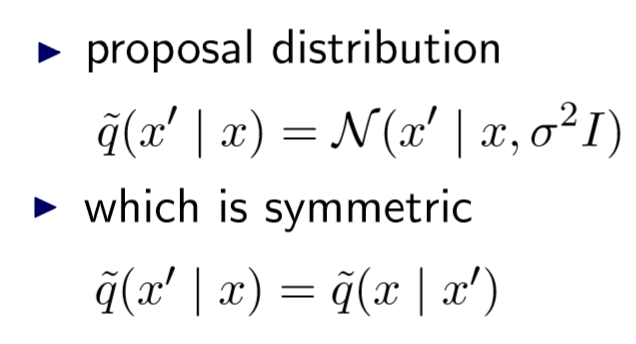 ▶ proposal distribution
q̃(x′ | x) = 𝒩(x′ | x, σ²I)
▶ which is symmetric
q̃(x′ | x) = q̃(x | x′)